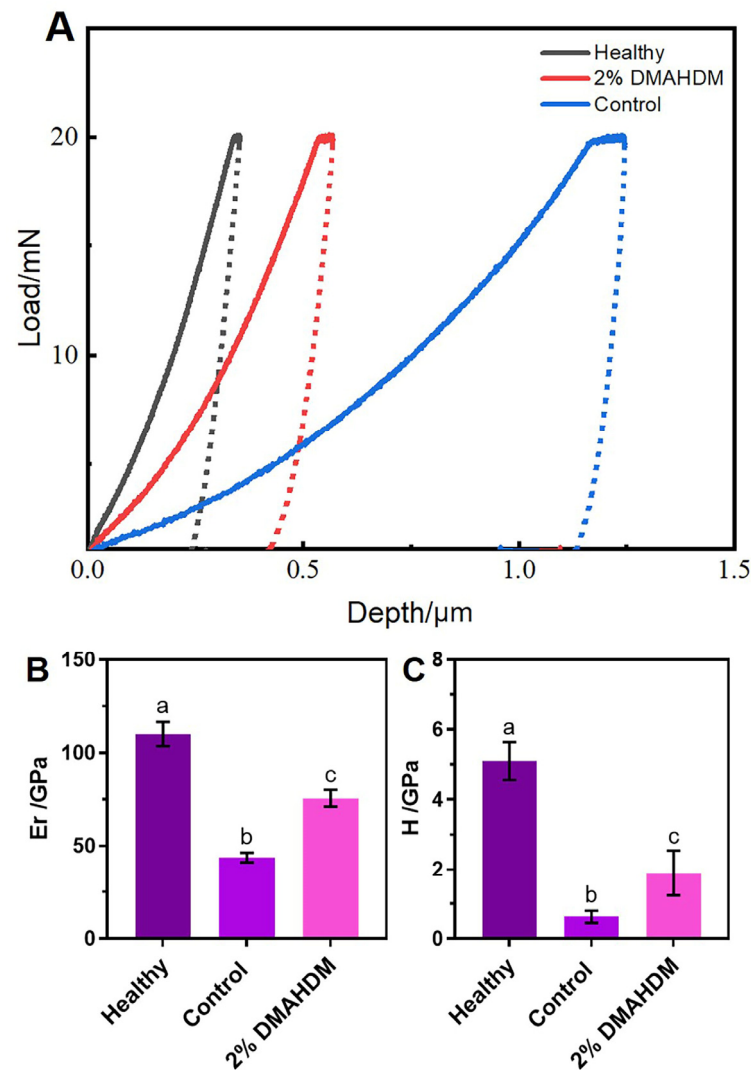 A
Healthy
2% DMAHDM
Control
20
10
Load/mN
0.0
0.5
1.0
1.5
Depth/μm
B
150
100
50
0
Er /GPa
a
b
c
Healthy
Control
2% DMAHDM
C
8
6
4
2
0
H /GPa
a
b
c
Healthy
Control
2% DMAHDM